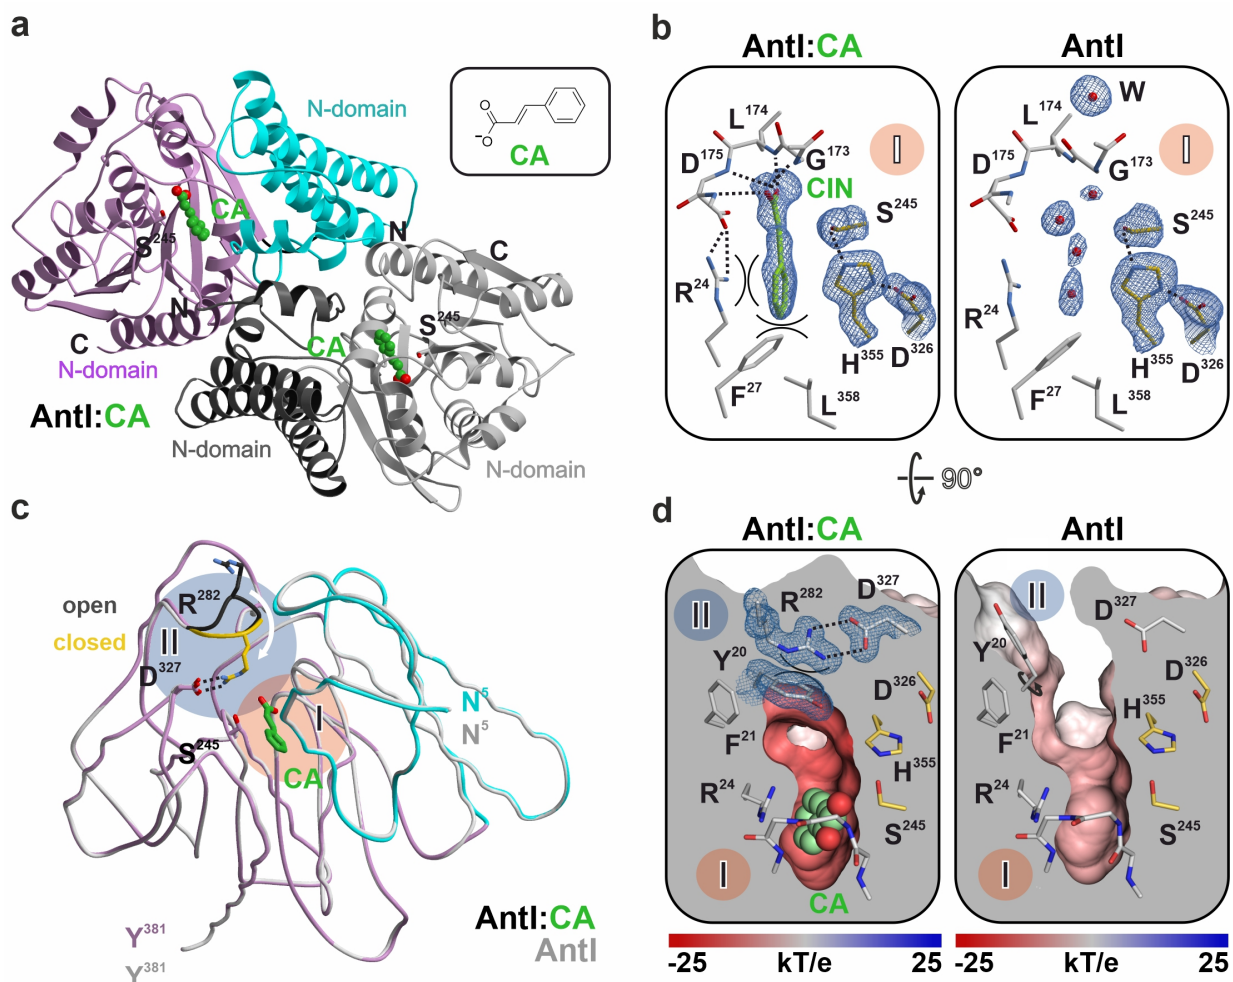 a
N-domain
O
O
-
CA
CA
S245
N
C
N
S245
CA
C
N-domain
AntI:CA
N-domain
N-domain
b
AntI:CA
AntI
L174
D175
G173
CIN
I
S245
R24
H355
D326
F27
L358
W
L174
I
D175
G173
S245
R24
H355
D326
F27
L358
90°
c
open
closed
R282
II
D327
I
N5
N5
S245
CA
Y381
Y381
AntI:CA
AntI
d
AntI:CA
AntI
II
R282
D327
Y20
D326
F21
H355
R24
S245
I
CA
II
D327
Y20
D326
F21
H355
R24
S245
I
-25 kT/e 25
-25 kT/e 25